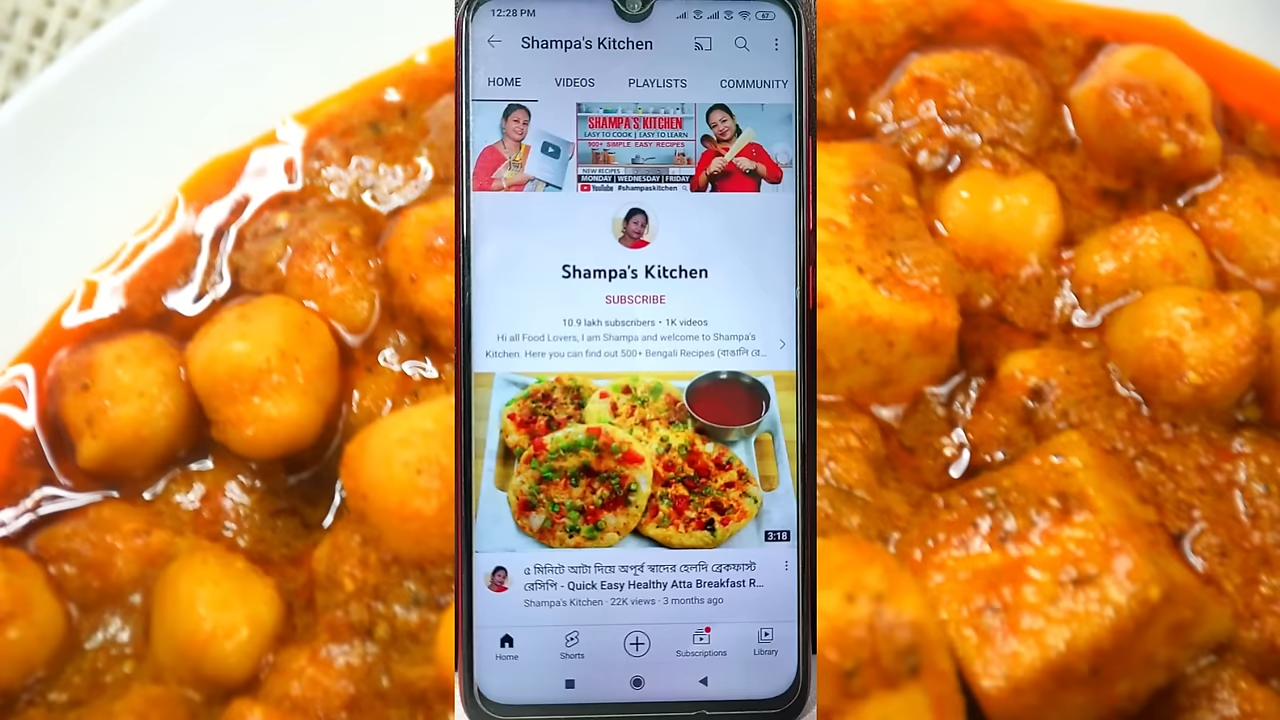 12:28 PM
67
Shampa's Kitchen
HOME VIDEOS PLAYLISTS COMMUNITY
SHAMPA'S KITCHEN
EASY TO COOK | EASY TO LEARN
900+ SIMPLE EASY RECIPES
NEW RECIPES
MONDAY | WEDNESDAY | FRIDAY
YouTube #shampaskitchen
Shampa's Kitchen
SUBSCRIBE
10.9 lakh subscribers • 1K videos
Hi all Food Lovers, I am Shampa and welcome to Shampa's
Kitchen. Here you can find out 500+ Bengali Recipes (বাঙালি রে...
3:18
৫ মিনিটে আটা দিয়ে অপূর্ব স্বাদের হেলদি ব্রেকফাস্ট
রেসিপি - Quick Easy Healthy Atta Breakfast R...
Shampa's Kitchen · 22K views · 3 months ago
Home Shorts Subscriptions Library